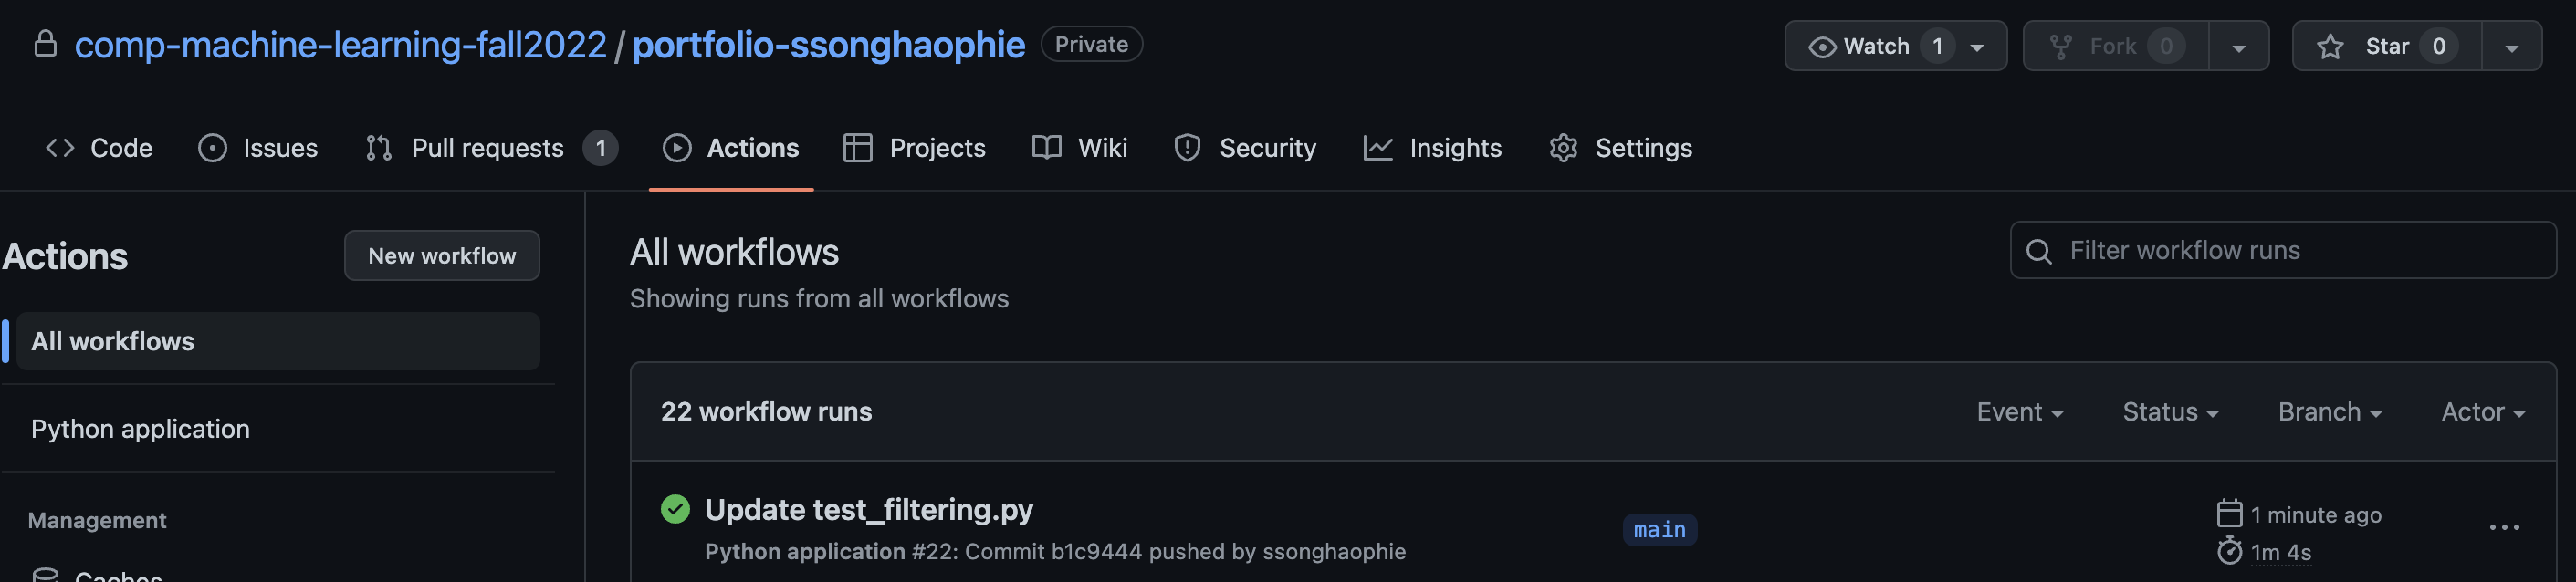 comp-machine-learning-fall2022 / portfolio-ssonghaophie Private Watch 1 Fork 0 Star 0
Code Issues Pull requests 1 Actions Projects Wiki Security Insights Settings
Actions New workflow
All workflows
Python application
Management
Caches
All workflows
Showing runs from all workflows
Filter workflow runs
22 workflow runs Event Status Branch Actor
Update test_filtering.py
Python application #22: Commit b1c9444 pushed by ssonghaophie
main
1 minute ago
1m 4s